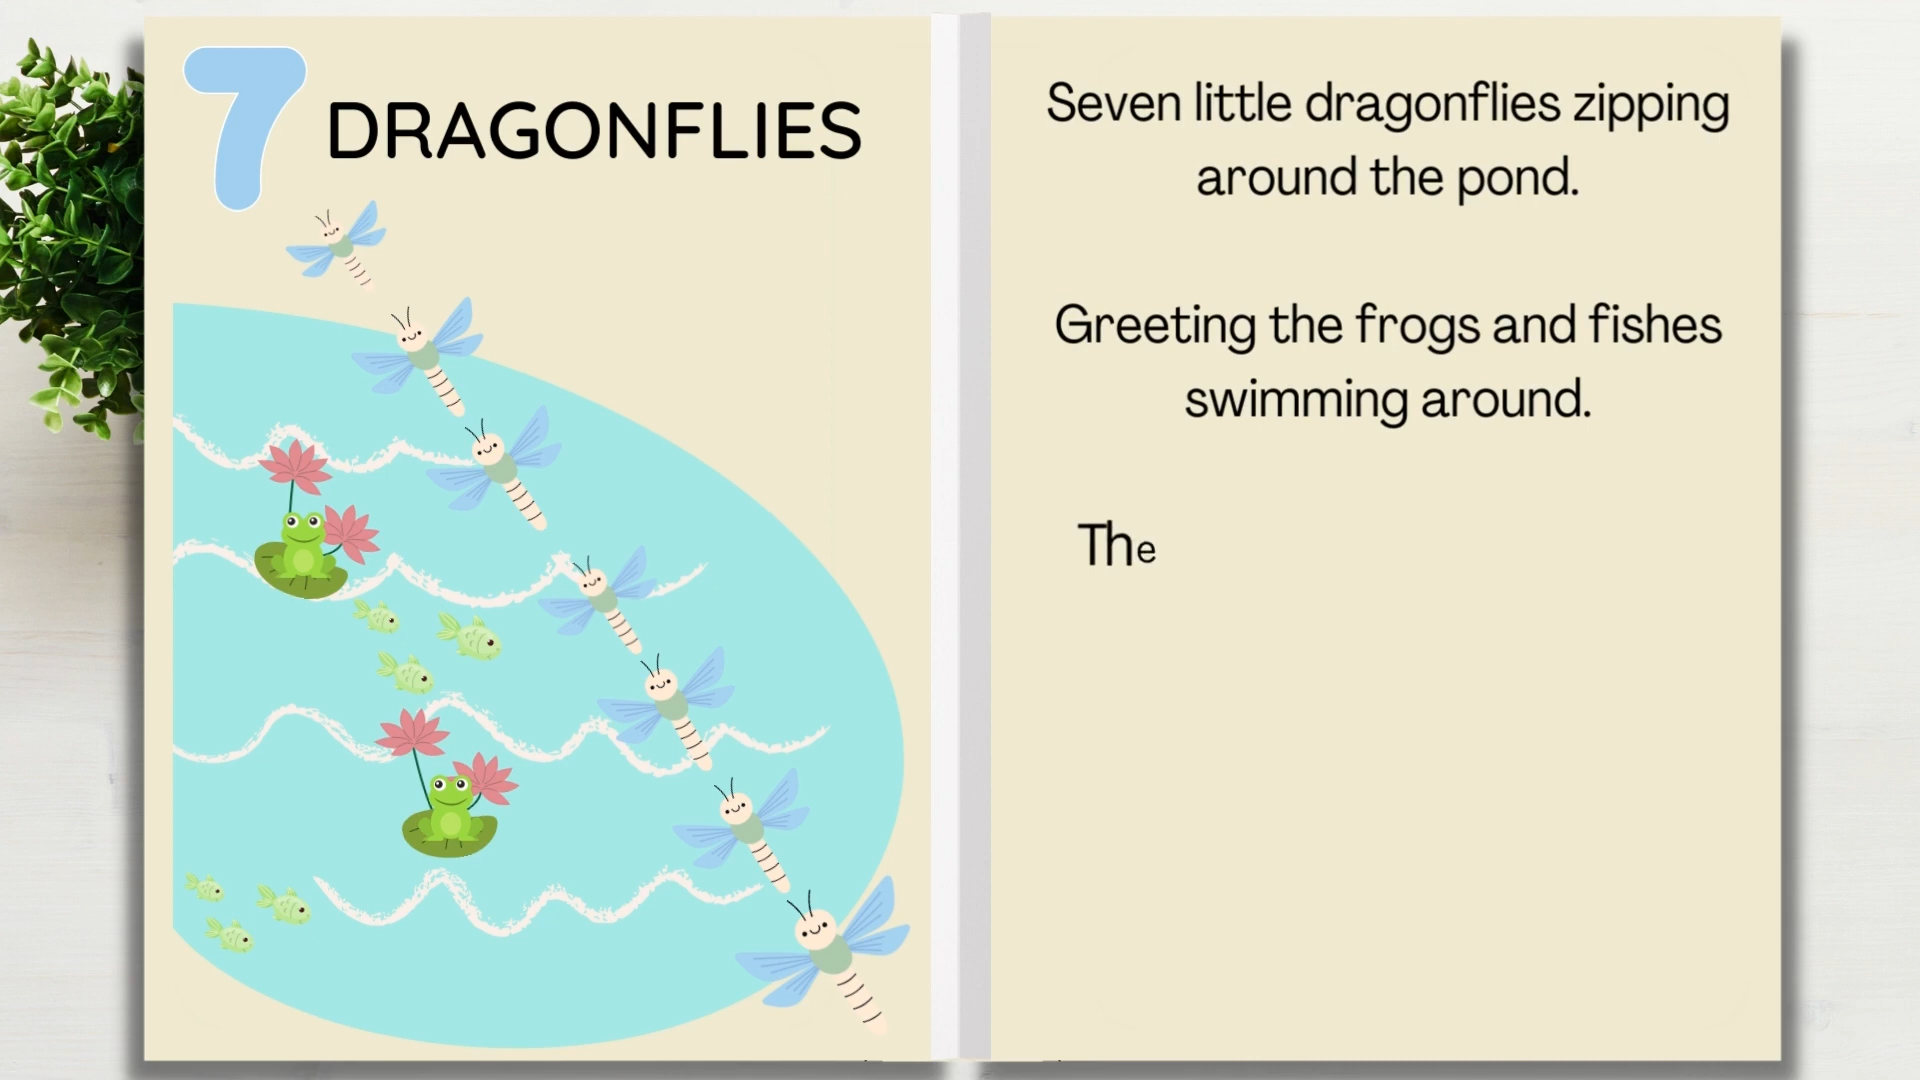 7 DRAGONFLIES
Seven little dragonflies zipping
around the pond.
Greeting the frogs and fishes
swimming around.
The